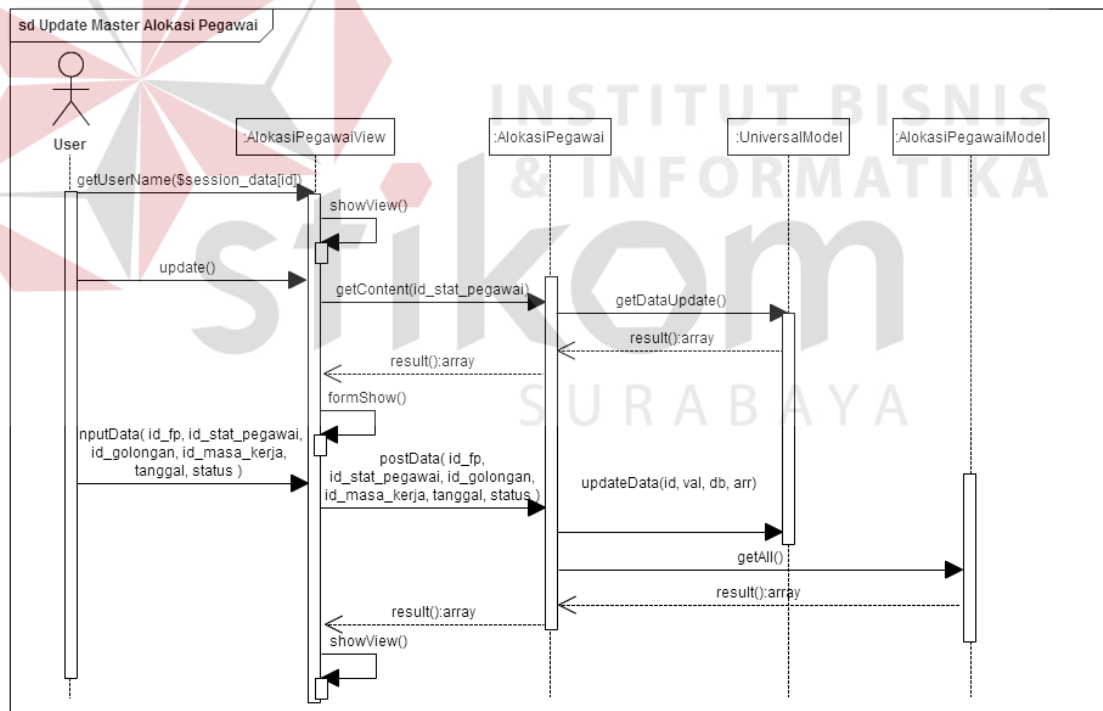 sd Update Master Alokasi Pegawai
INSTITUT BISNIS
& INFORMATIKA
stikom
SURABAYA
User
:AlokasiPegawaiView
:AlokasiPegawai
:UniversalModel
:AlokasiPegawaiModel
getUserName($session_data[id])
showView()
update()
getContent(id_stat_pegawai)
getDataUpdate()
result():array
result():array
formShow()
nputData( id_fp, id_stat_pegawai,
id_golongan, id_masa_kerja,
tanggal, status )
postData( id_fp,
id_stat_pegawai, id_golongan,
id_masa_kerja, tanggal, status )
updateData(id, val, db, arr)
getAll()
result():array
result():array
showView()